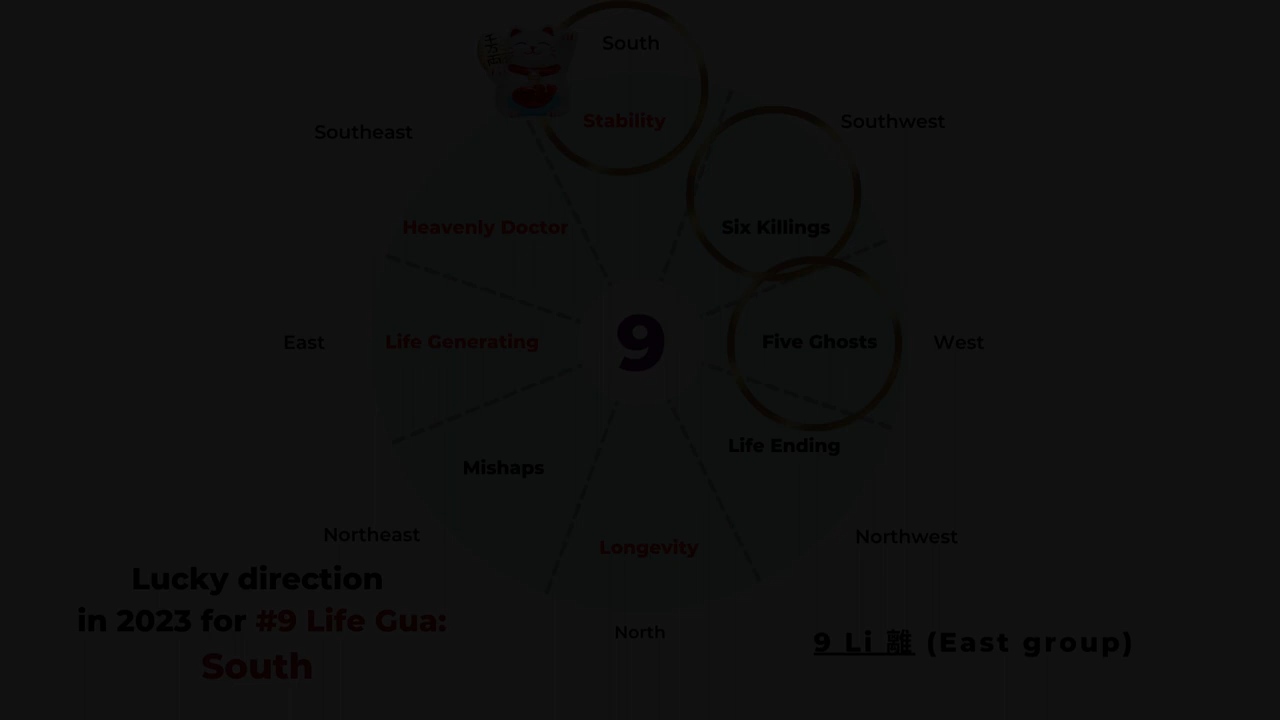 South
Stability
Southeast
Southwest
Heavenly Doctor
Six Killings
East
Life Generating
9
Five Ghosts
West
Life Ending
Mishaps
Northeast
Longevity
Northwest
North
Lucky direction
in 2023 for #9 Life Gua:
South
9 Li 離 (East group)